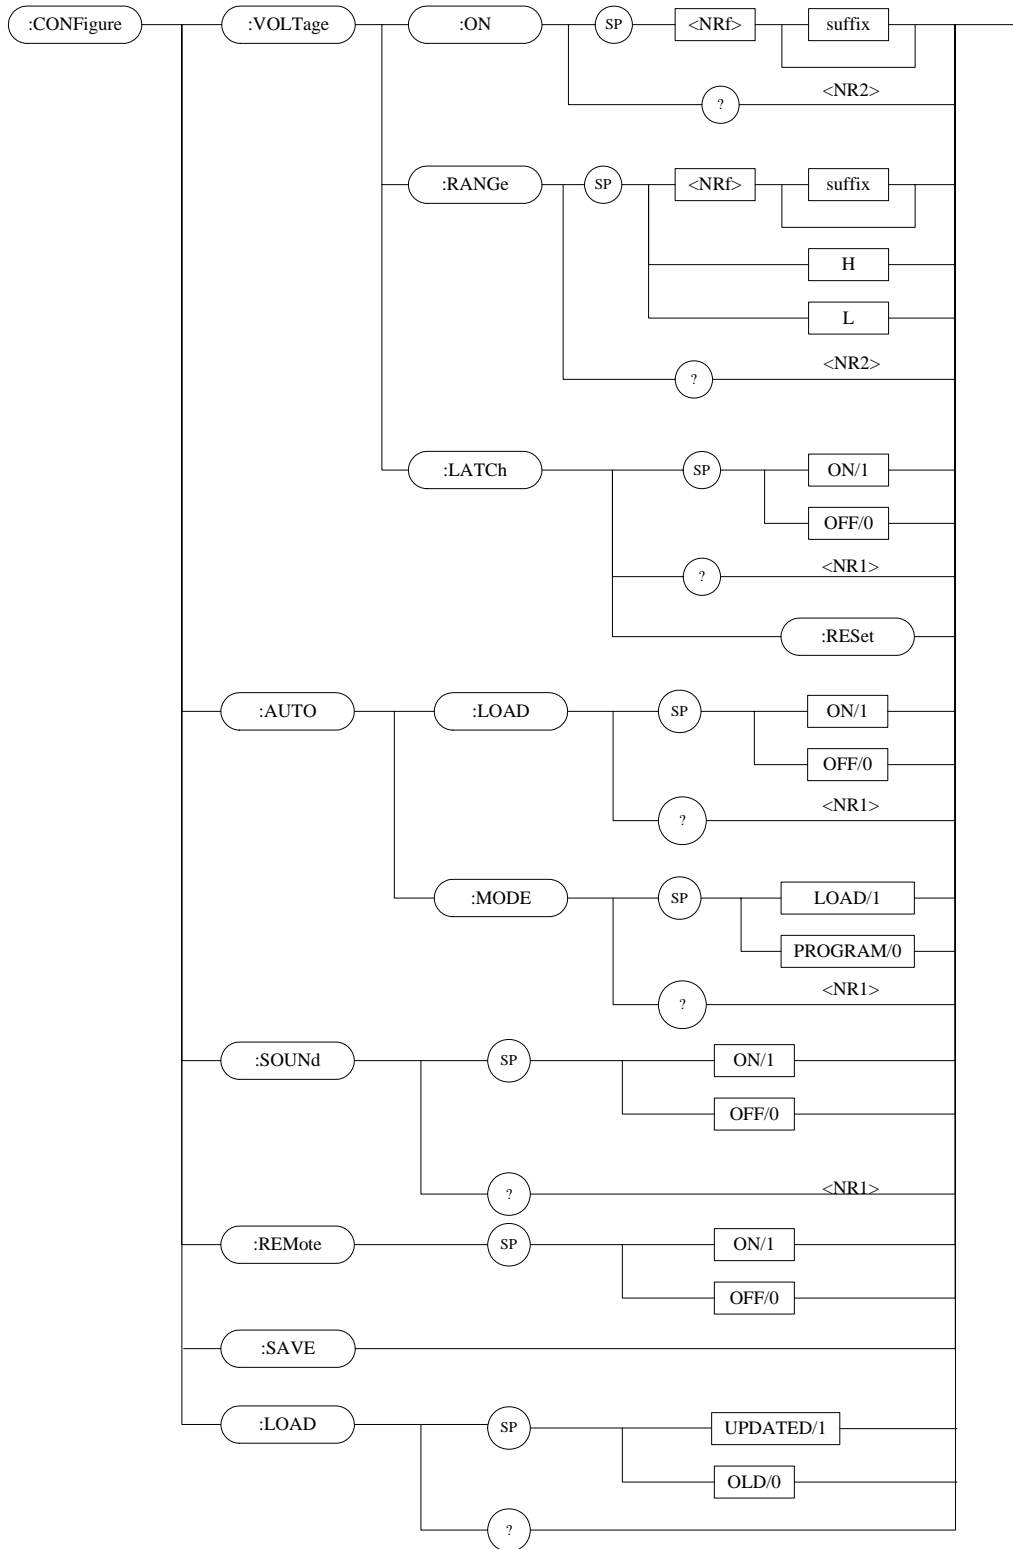 :CONFigure :VOLTage :ON SP <NRf> suffix
? <NR2>
:RANGe SP <NRf> suffix
H
L
? <NR2>
:LATCh SP ON/1
OFF/0
? <NR1>
:RESet
:AUTO :LOAD SP ON/1
OFF/0
? <NR1>
:MODE SP LOAD/1
PROGRAM/0
? <NR1>
:SOUNd SP ON/1
OFF/0
? <NR1>
:REMote SP ON/1
OFF/0
:SAVE
:LOAD SP UPDATED/1
OLD/0
?